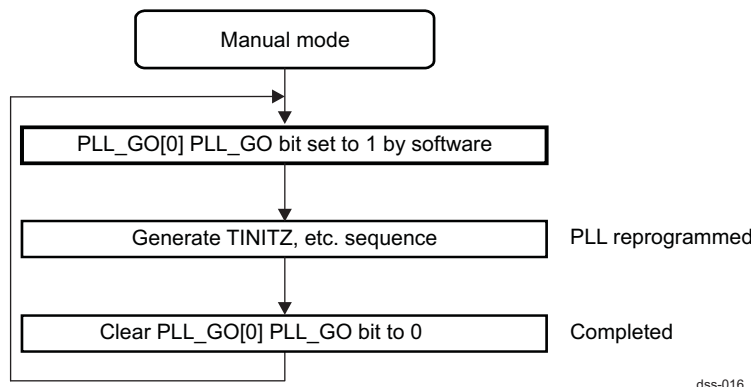 Manual mode
PLL_GO[0] PLL_GO bit set to 1 by software
Generate TINITZ, etc. sequence
PLL reprogrammed
Clear PLL_GO[0] PLL_GO bit to 0
Completed
dss-016